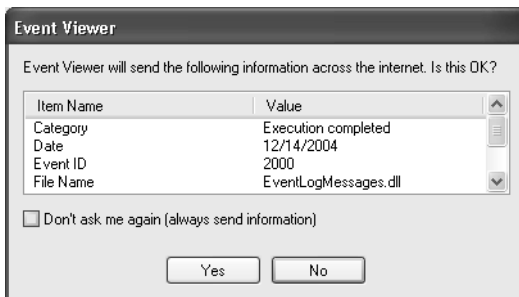 Event Viewer
Event Viewer will send the following information across the internet. Is this OK?
Item Name Value
Category Execution completed
Date 12/14/2004
Event ID 2000
File Name EventLogMessages.dll
Don't ask me again (always send information)
Yes No